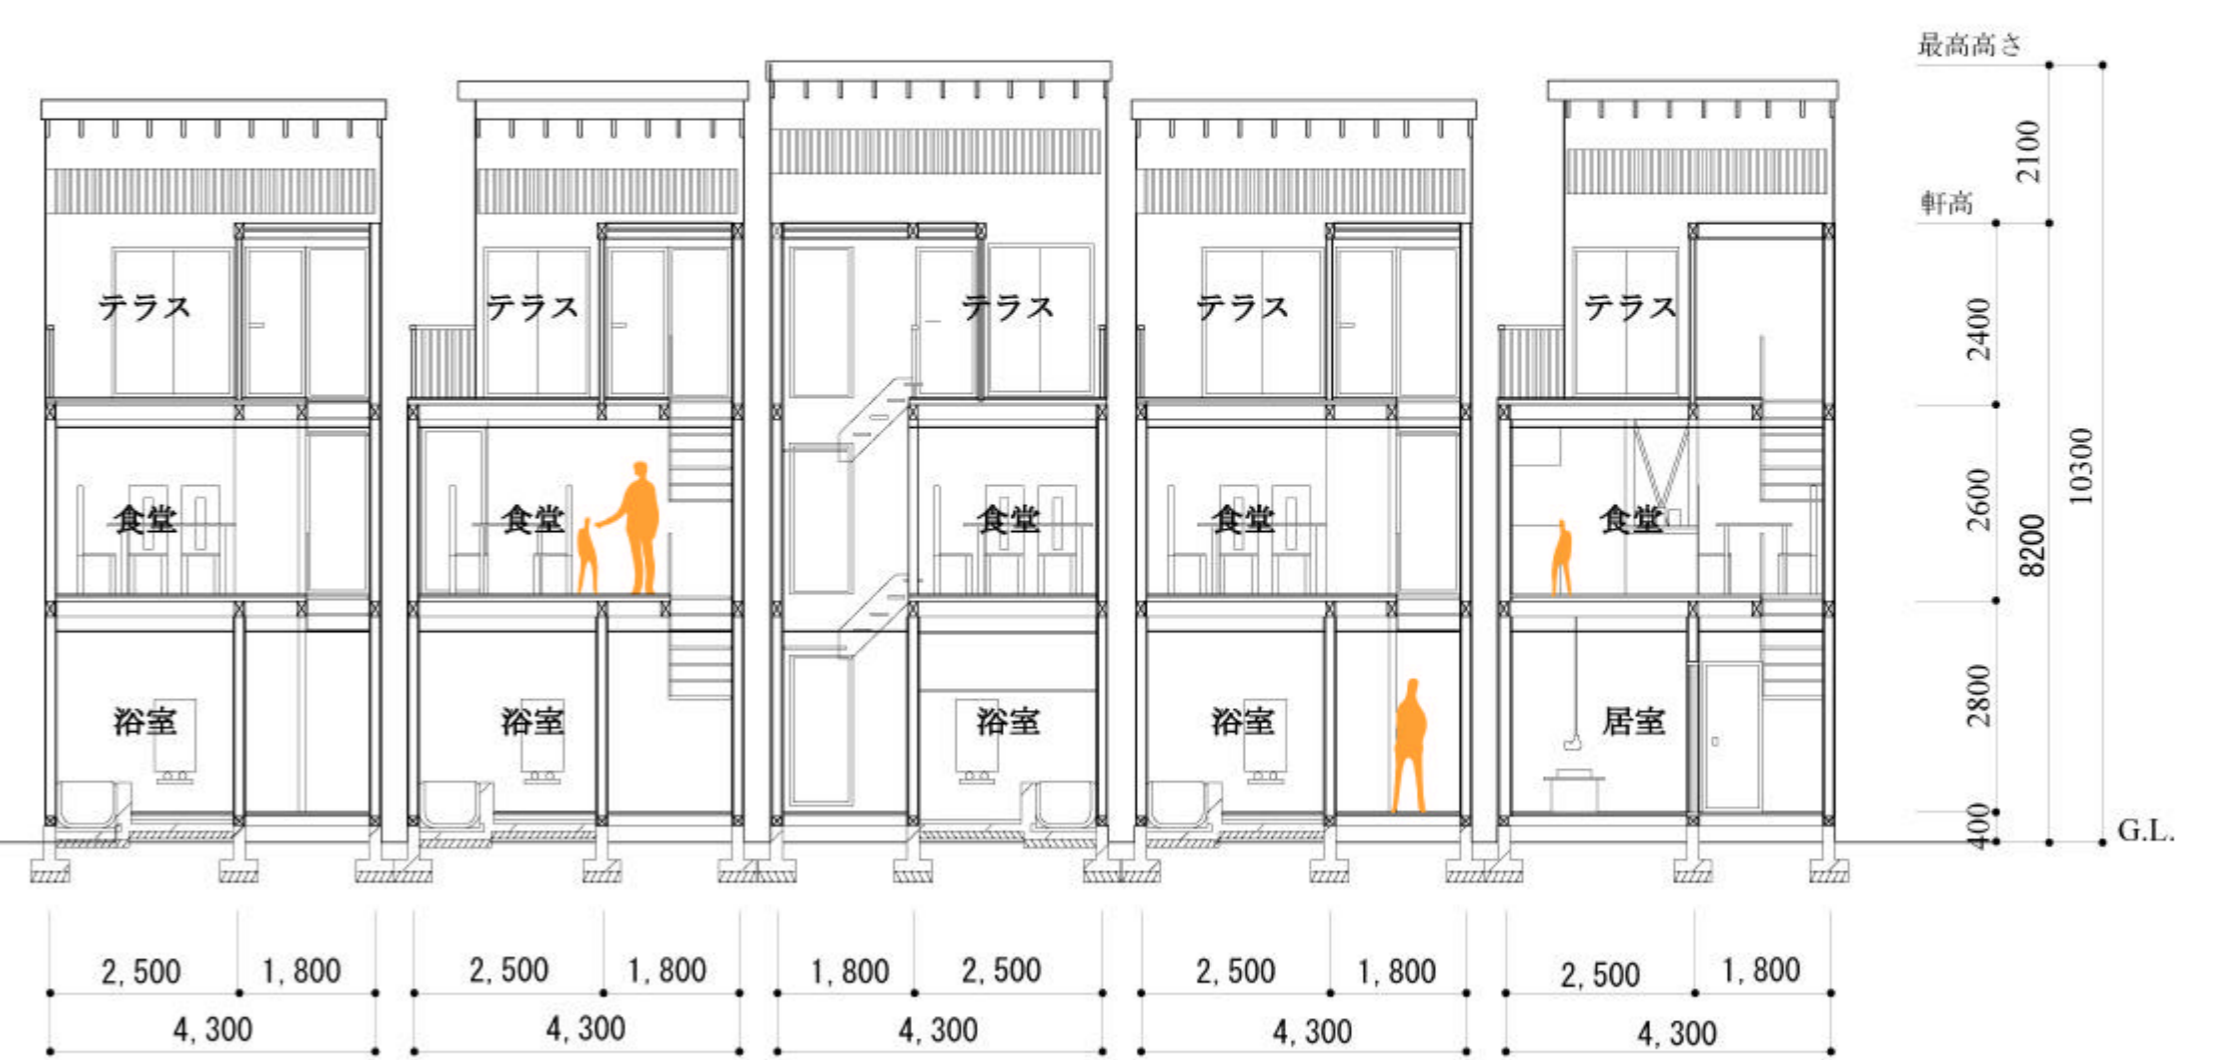 最高高さ
2100
軒高
テラス
テラス
テラス
テラス
テラス
2400
10300
食堂
食堂
食堂
食堂
食堂
2600
8200
浴室
浴室
浴室
浴室
居室
2800
400
G.L.
2,500 1,800 2,500 1,800 1,800 2,500 2,500 1,800 2,500 1,800
4,300 4,300 4,300 4,300 4,300